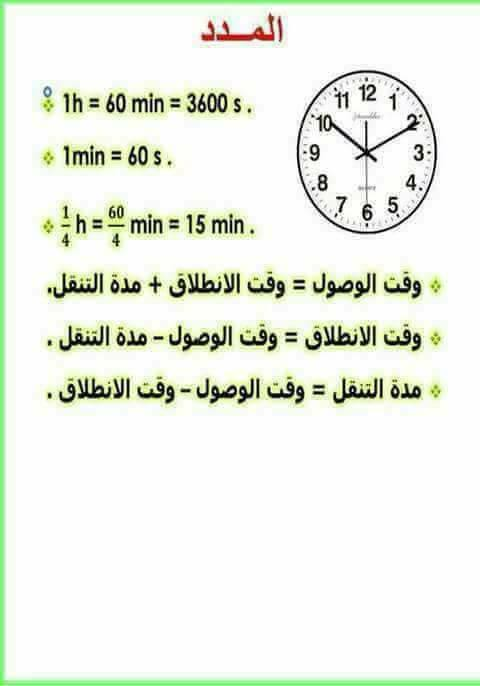 المــدد
1h = 60 min = 3600 s .
1min = 60 s .
1/4 h = 60/4 min = 15 min .
وقت الوصول = وقت الانطلاق + مدة التنقل.
وقت الانطلاق = وقت الوصول – مدة التنقل .
مدة التنقل = وقت الوصول – وقت الانطلاق .
12
1
2
3
4
5
6
7
8
9
10
11